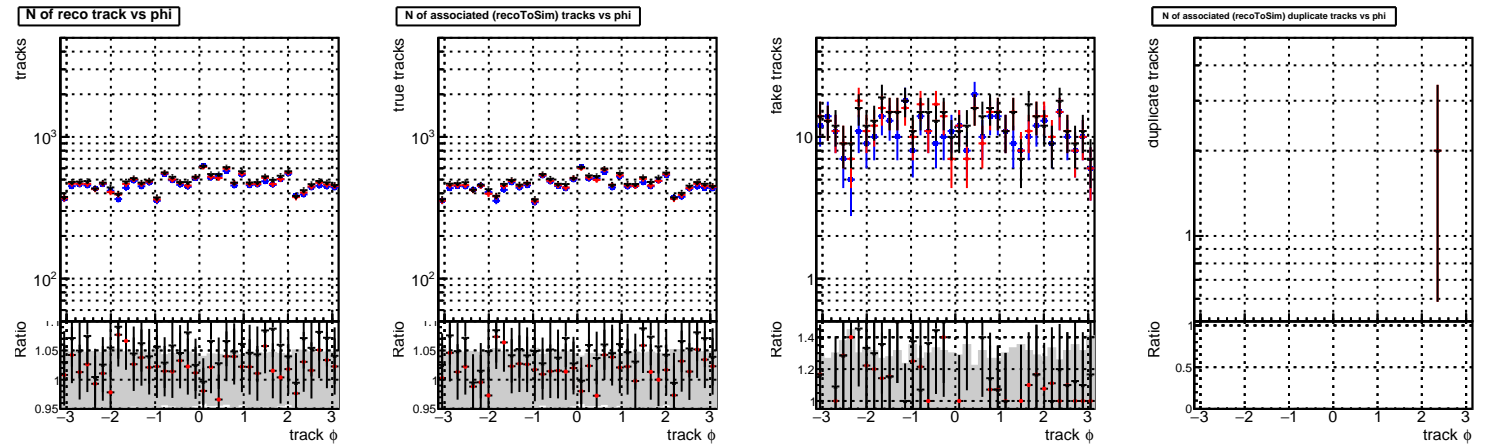 N of reco track vs phi
tracks
10³
10²
Ratio
1.1
1.05
1
0.95
−3 −2 −1 0 1 2 3
track ϕ
N of associated (recoToSim) tracks vs phi
true tracks
10³
10²
Ratio
1.1
1.05
1
0.95
−3 −2 −1 0 1 2 3
track ϕ
fake tracks
10
1
Ratio
1.4
1.2
1
−3 −2 −1 0 1 2 3
track ϕ
N of associated (recoToSim) duplicate tracks vs phi
duplicate tracks
1
Ratio
1
0.5
0
−3 −2 −1 0 1 2 3
track ϕ